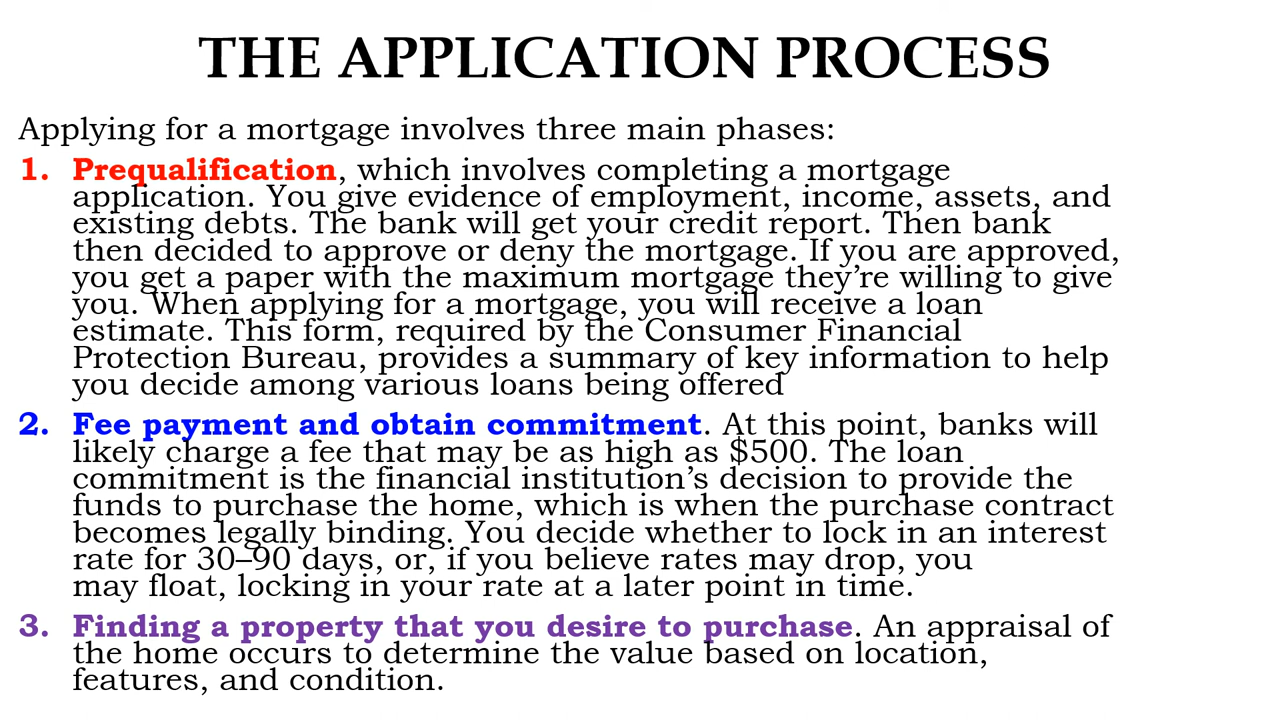 THE APPLICATION PROCESS
Applying for a mortgage involves three main phases:
1. Prequalification, which involves completing a mortgage
application. You give evidence of employment, income, assets, and
existing debts. The bank will get your credit report. Then bank
then decided to approve or deny the mortgage. If you are approved,
you get a paper with the maximum mortgage they’re willing to give
you. When applying for a mortgage, you will receive a loan
estimate. This form, required by the Consumer Financial
Protection Bureau, provides a summary of key information to help
you decide among various loans being offered
2. Fee payment and obtain commitment. At this point, banks will
likely charge a fee that may be as high as $500. The loan
commitment is the financial institution’s decision to provide the
funds to purchase the home, which is when the purchase contract
becomes legally binding. You decide whether to lock in an interest
rate for 30–90 days, or, if you believe rates may drop, you
may float, locking in your rate at a later point in time.
3. Finding a property that you desire to purchase. An appraisal of
the home occurs to determine the value based on location,
features, and condition.